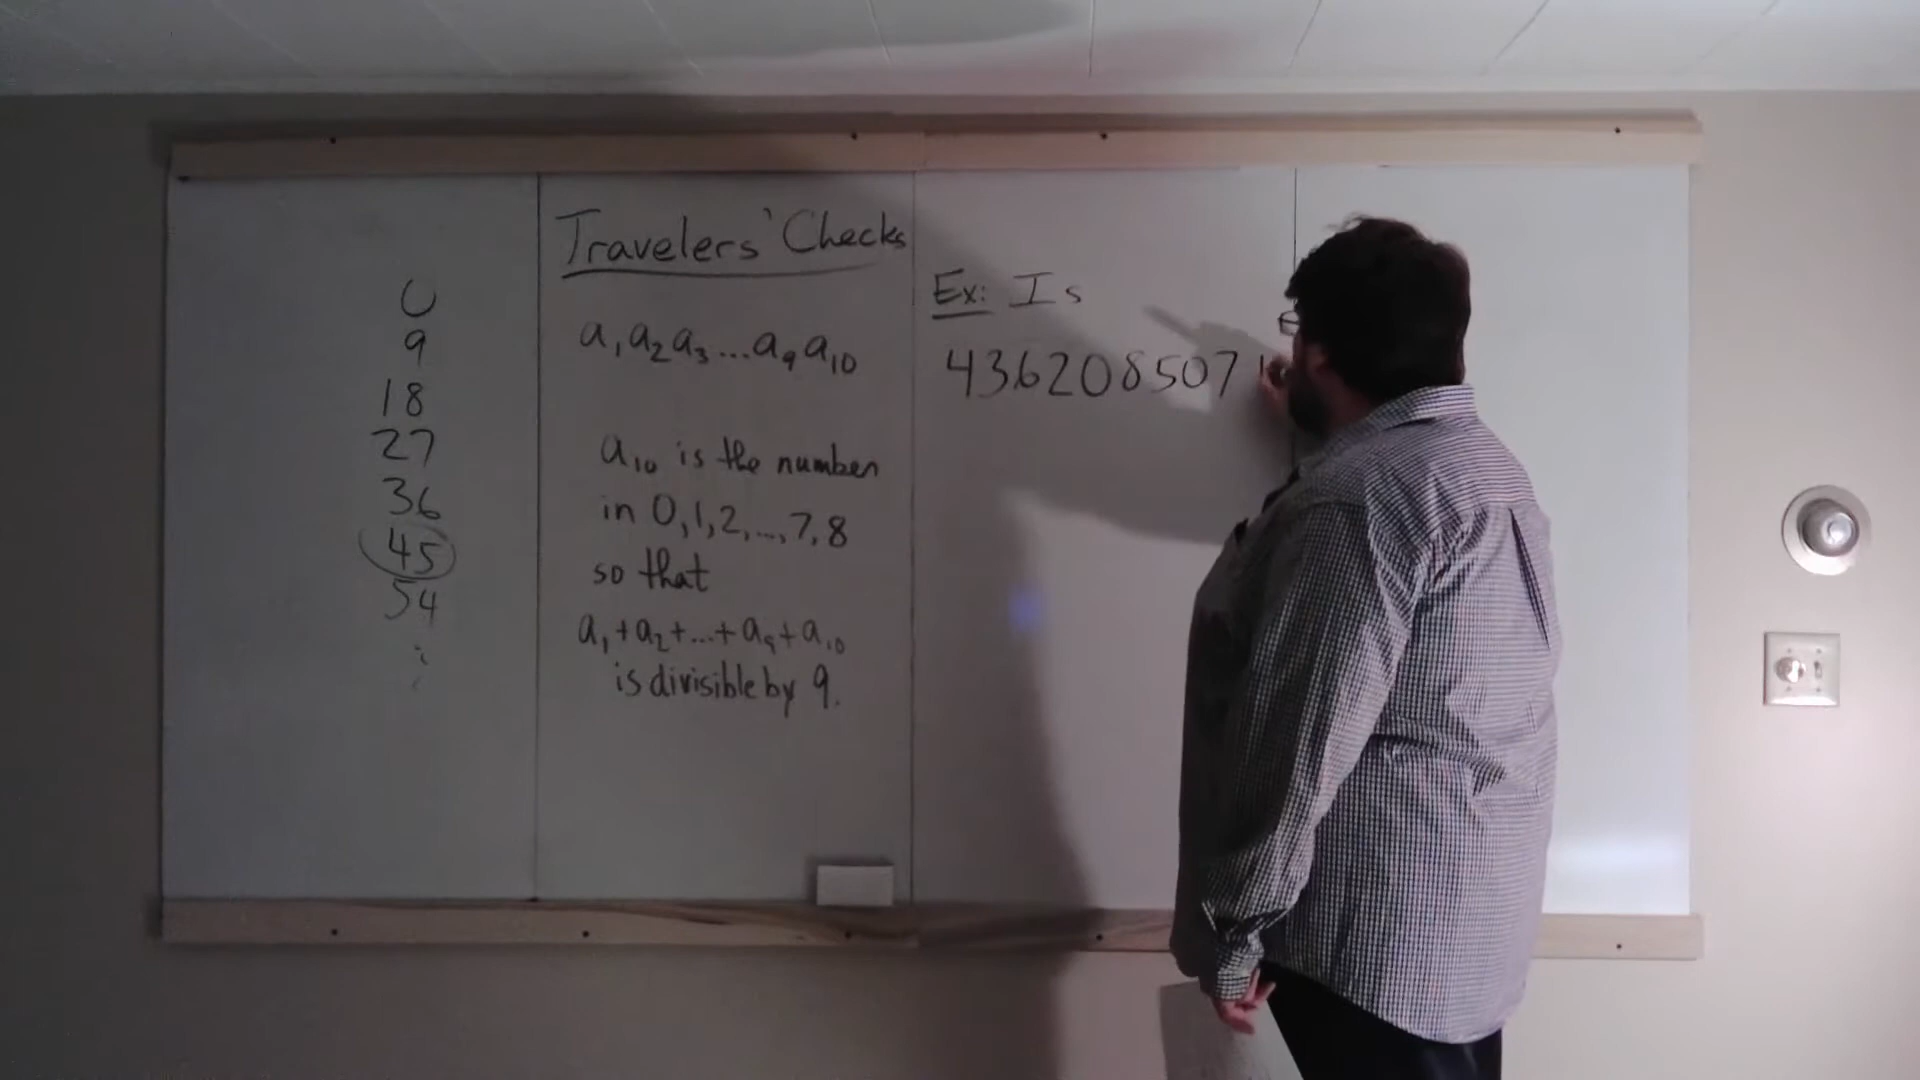 0
9
18
27
36
45
54
⋮
Travelers' Checks
a₁a₂a₃...a₉a₁₀
a₁₀ is the number
in 0,1,2,...,7,8
so that
a₁+a₂+...+a₉+a₁₀
is divisible by 9.
Ex: Is
436208507